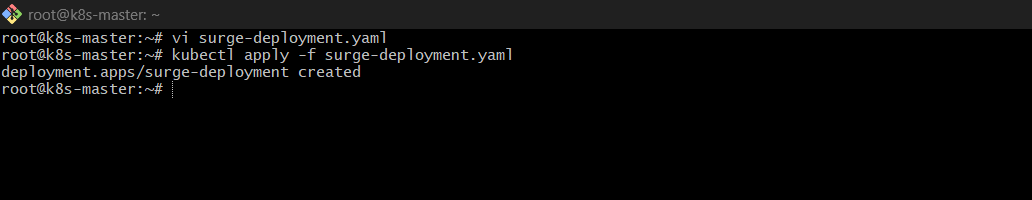 root@k8s-master: ~
root@k8s-master:~# vi surge-deployment.yaml
root@k8s-master:~# kubectl apply -f surge-deployment.yaml
deployment.apps/surge-deployment created
root@k8s-master:~#